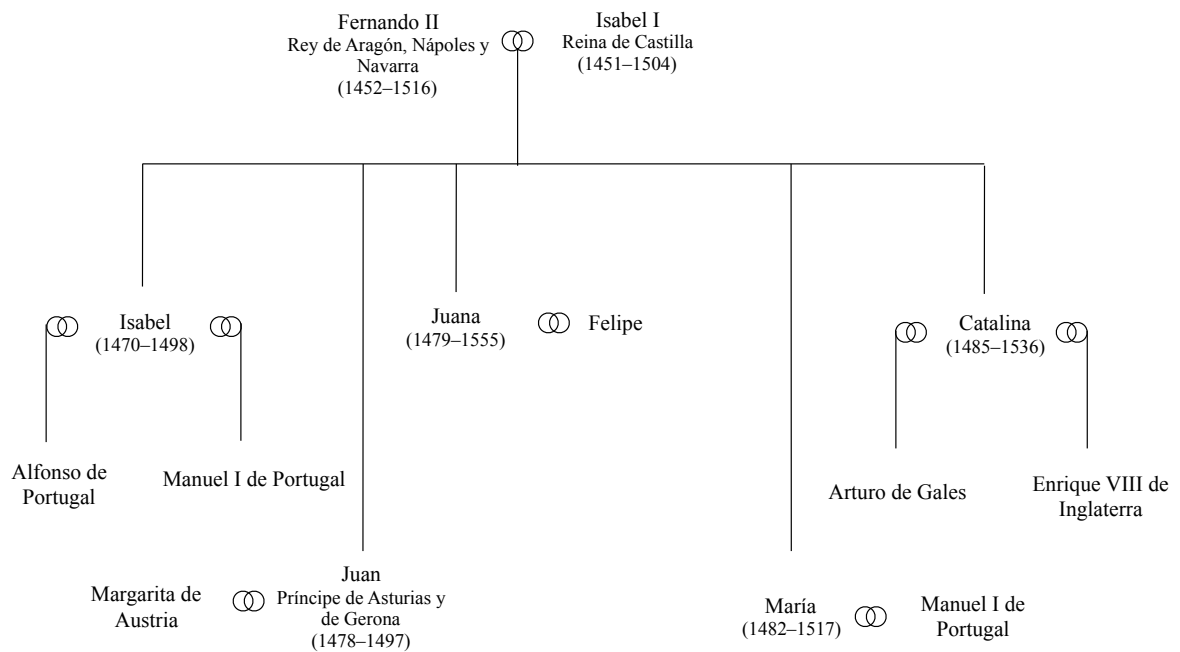 Fernando II
Rey de Aragón, Nápoles y
Navarra
(1452–1516)
Isabel I
Reina de Castilla
(1451–1504)
Isabel
(1470–1498)
Juana
(1479–1555)
Felipe
Catalina
(1485–1536)
Alfonso de
Portugal
Manuel I de Portugal
Arturo de Gales
Enrique VIII de
Inglaterra
Margarita de
Austria
Juan
Príncipe de Asturias y
de Gerona
(1478–1497)
María
(1482–1517)
Manuel I de
Portugal